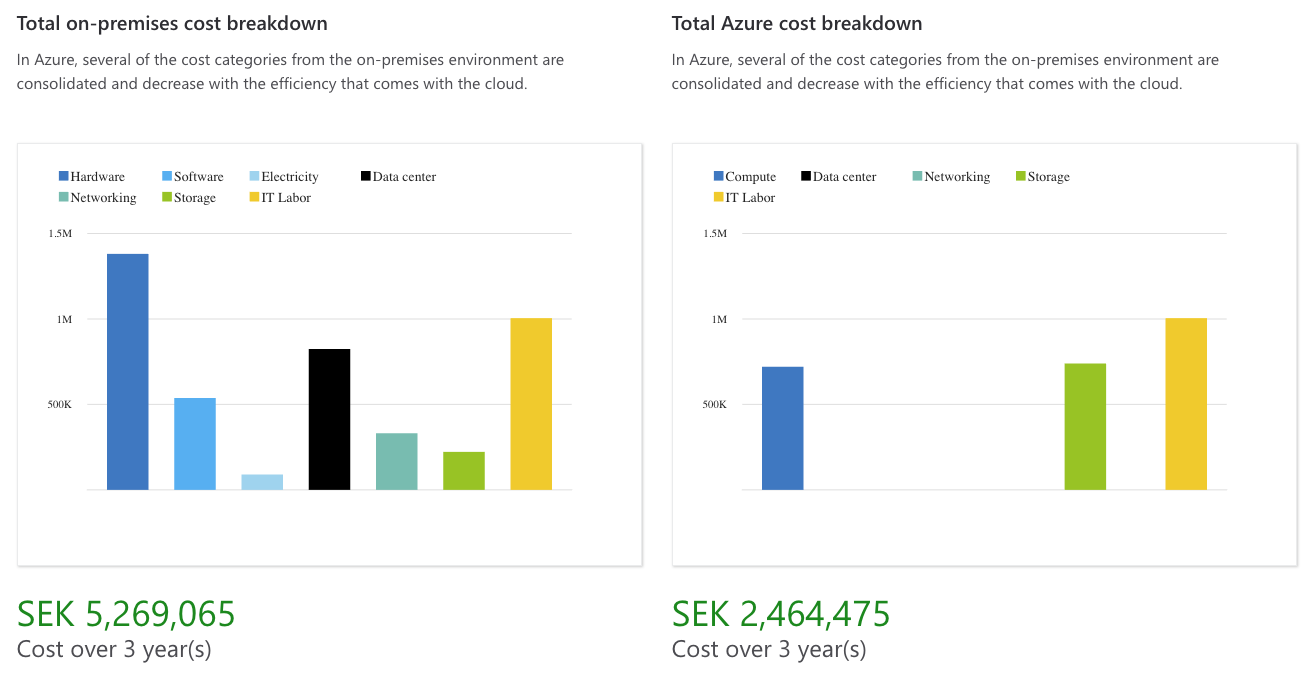 Total on-premises cost breakdown
In Azure, several of the cost categories from the on-premises environment are
consolidated and decrease with the efficiency that comes with the cloud.
Hardware Software Electricity Data center
Networking Storage IT Labor
1.5M
1M
500K
SEK 5,269,065
Cost over 3 year(s)
Total Azure cost breakdown
In Azure, several of the cost categories from the on-premises environment are
consolidated and decrease with the efficiency that comes with the cloud.
Compute Data center Networking Storage
IT Labor
1.5M
1M
500K
SEK 2,464,475
Cost over 3 year(s)